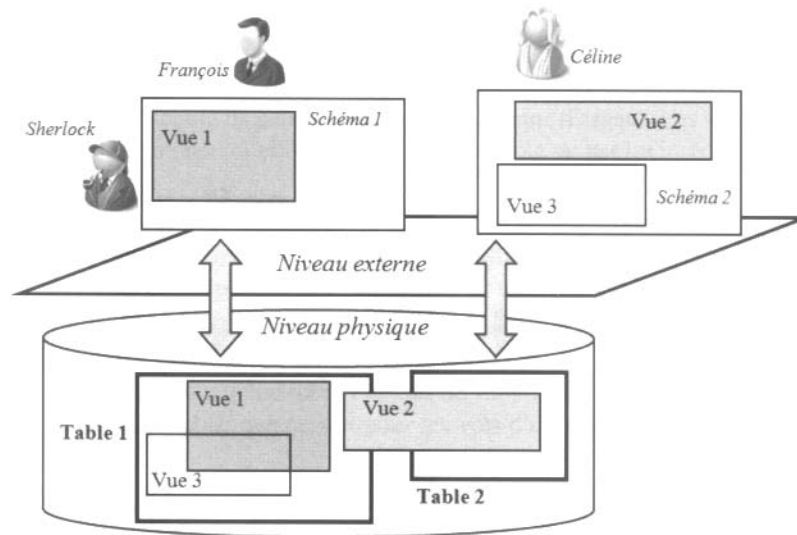 François
Céline
Sherlock
Schéma 1
Vue 1
Vue 2
Schéma 2
Vue 3
Niveau externe
Niveau physique
Vue 1
Vue 2
Table 1
Vue 3
Table 2